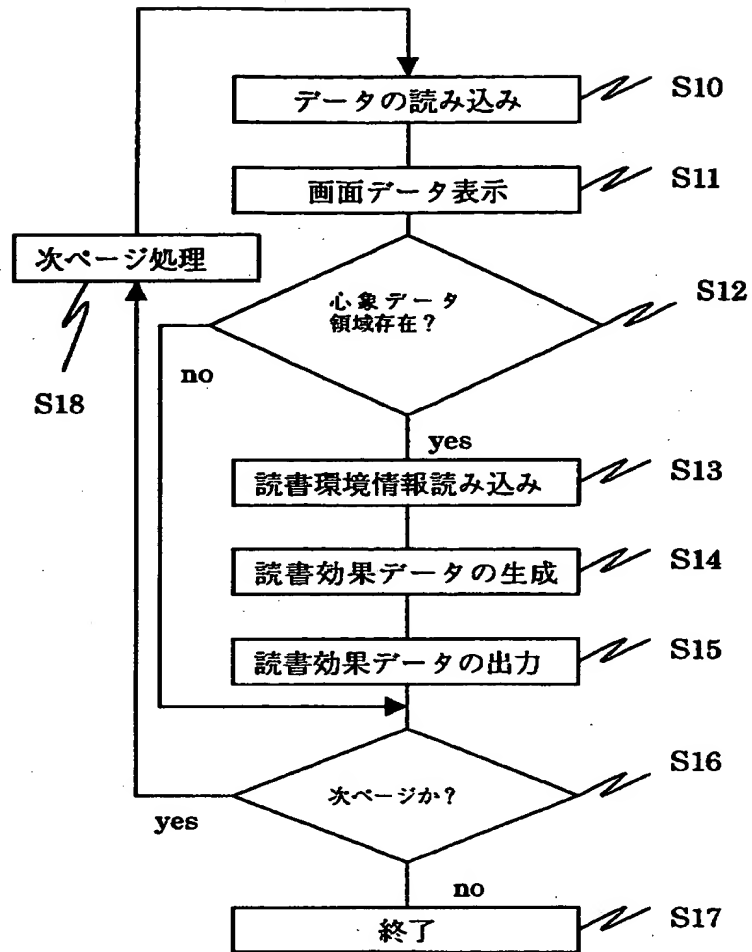 データの読み込み
S10
画面データ表示
S11
次ページ処理
S18
心象データ
領域存在？
S12
no
yes
読書環境情報読み込み
S13
読書効果データの生成
S14
読書効果データの出力
S15
次ページか？
S16
yes
no
終了
S17